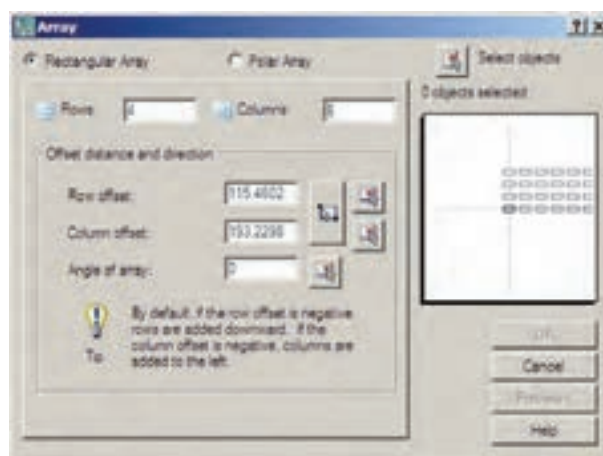 Array
Rectangular Array
Polar Array
Select objects
0 objects selected
Rows
4
Columns
Offset distance and direction
Row offset:
115.4602
Column offset:
193.2298
Angle of array:
0
By default, if the row offset is negative,
rows are added downward. If the
column offset is negative, columns are
added to the left.
Tip
OK
Cancel
Preview <
Help